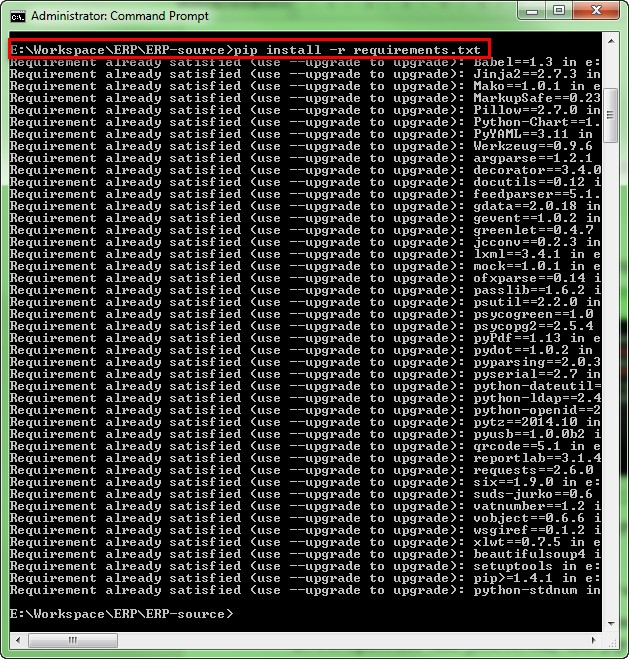 Administrator: Command Prompt
E:\Workspace\ERP\ERP-source>pip install -r requirements.txt
Requirement already satisfied (use --upgrade to upgrade): Babel==1.3 in e:
Requirement already satisfied (use --upgrade to upgrade): Jinja2==2.7.3 in
Requirement already satisfied (use --upgrade to upgrade): Mako==1.0.1 in e
Requirement already satisfied (use --upgrade to upgrade): MarkupSafe==0.23
Requirement already satisfied (use --upgrade to upgrade): Pillow==2.7.0 in
Requirement already satisfied (use --upgrade to upgrade): Python-Chart==1.
Requirement already satisfied (use --upgrade to upgrade): PyYAML==3.11 in
Requirement already satisfied (use --upgrade to upgrade): Werkzeug==0.9.6
Requirement already satisfied (use --upgrade to upgrade): argparse==1.2.1
Requirement already satisfied (use --upgrade to upgrade): decorator==3.4.0
Requirement already satisfied (use --upgrade to upgrade): docutils==0.12 i
Requirement already satisfied (use --upgrade to upgrade): feedparser==5.1.
Requirement already satisfied (use --upgrade to upgrade): gdata==2.0.18 in
Requirement already satisfied (use --upgrade to upgrade): gevent==1.0.2 in
Requirement already satisfied (use --upgrade to upgrade): greenlet==0.4.7
Requirement already satisfied (use --upgrade to upgrade): jcconv==0.2.3 in
Requirement already satisfied (use --upgrade to upgrade): lxml==3.4.1 in e
Requirement already satisfied (use --upgrade to upgrade): mock==1.0.1 in e
Requirement already satisfied (use --upgrade to upgrade): ofxparse==0.14 i
Requirement already satisfied (use --upgrade to upgrade): passlib==1.6.2 i
Requirement already satisfied (use --upgrade to upgrade): psutil==2.2.0 in
Requirement already satisfied (use --upgrade to upgrade): psycogreen==1.0
Requirement already satisfied (use --upgrade to upgrade): psycopg2==2.5.4
Requirement already satisfied (use --upgrade to upgrade): pyPdf==1.13 in e
Requirement already satisfied (use --upgrade to upgrade): pydot==1.0.2 in
Requirement already satisfied (use --upgrade to upgrade): pyparsing==2.0.3
Requirement already satisfied (use --upgrade to upgrade): pyserial==2.7 in
Requirement already satisfied (use --upgrade to upgrade): python-dateutil=
Requirement already satisfied (use --upgrade to upgrade): python-ldap==2.4
Requirement already satisfied (use --upgrade to upgrade): python-openid==2
Requirement already satisfied (use --upgrade to upgrade): pytz==2014.10 in
Requirement already satisfied (use --upgrade to upgrade): pyusb==1.0.0b2 i
Requirement already satisfied (use --upgrade to upgrade): qrcode==5.1 in e
Requirement already satisfied (use --upgrade to upgrade): reportlab==3.1.4
Requirement already satisfied (use --upgrade to upgrade): requests==2.6.0
Requirement already satisfied (use --upgrade to upgrade): six==1.9.0 in e:
Requirement already satisfied (use --upgrade to upgrade): suds-jurko==0.6
Requirement already satisfied (use --upgrade to upgrade): vatnumber==1.2 i
Requirement already satisfied (use --upgrade to upgrade): vobject==0.6.6 i
Requirement already satisfied (use --upgrade to upgrade): wsgiref==0.1.2 i
Requirement already satisfied (use --upgrade to upgrade): xlwt==0.7.5 in e
Requirement already satisfied (use --upgrade to upgrade): beautifulsoup4 i
Requirement already satisfied (use --upgrade to upgrade): setuptools in e:
Requirement already satisfied (use --upgrade to upgrade): pip>=1.4.1 in e:
Requirement already satisfied (use --upgrade to upgrade): python-stdnum in
E:\Workspace\ERP\ERP-source>